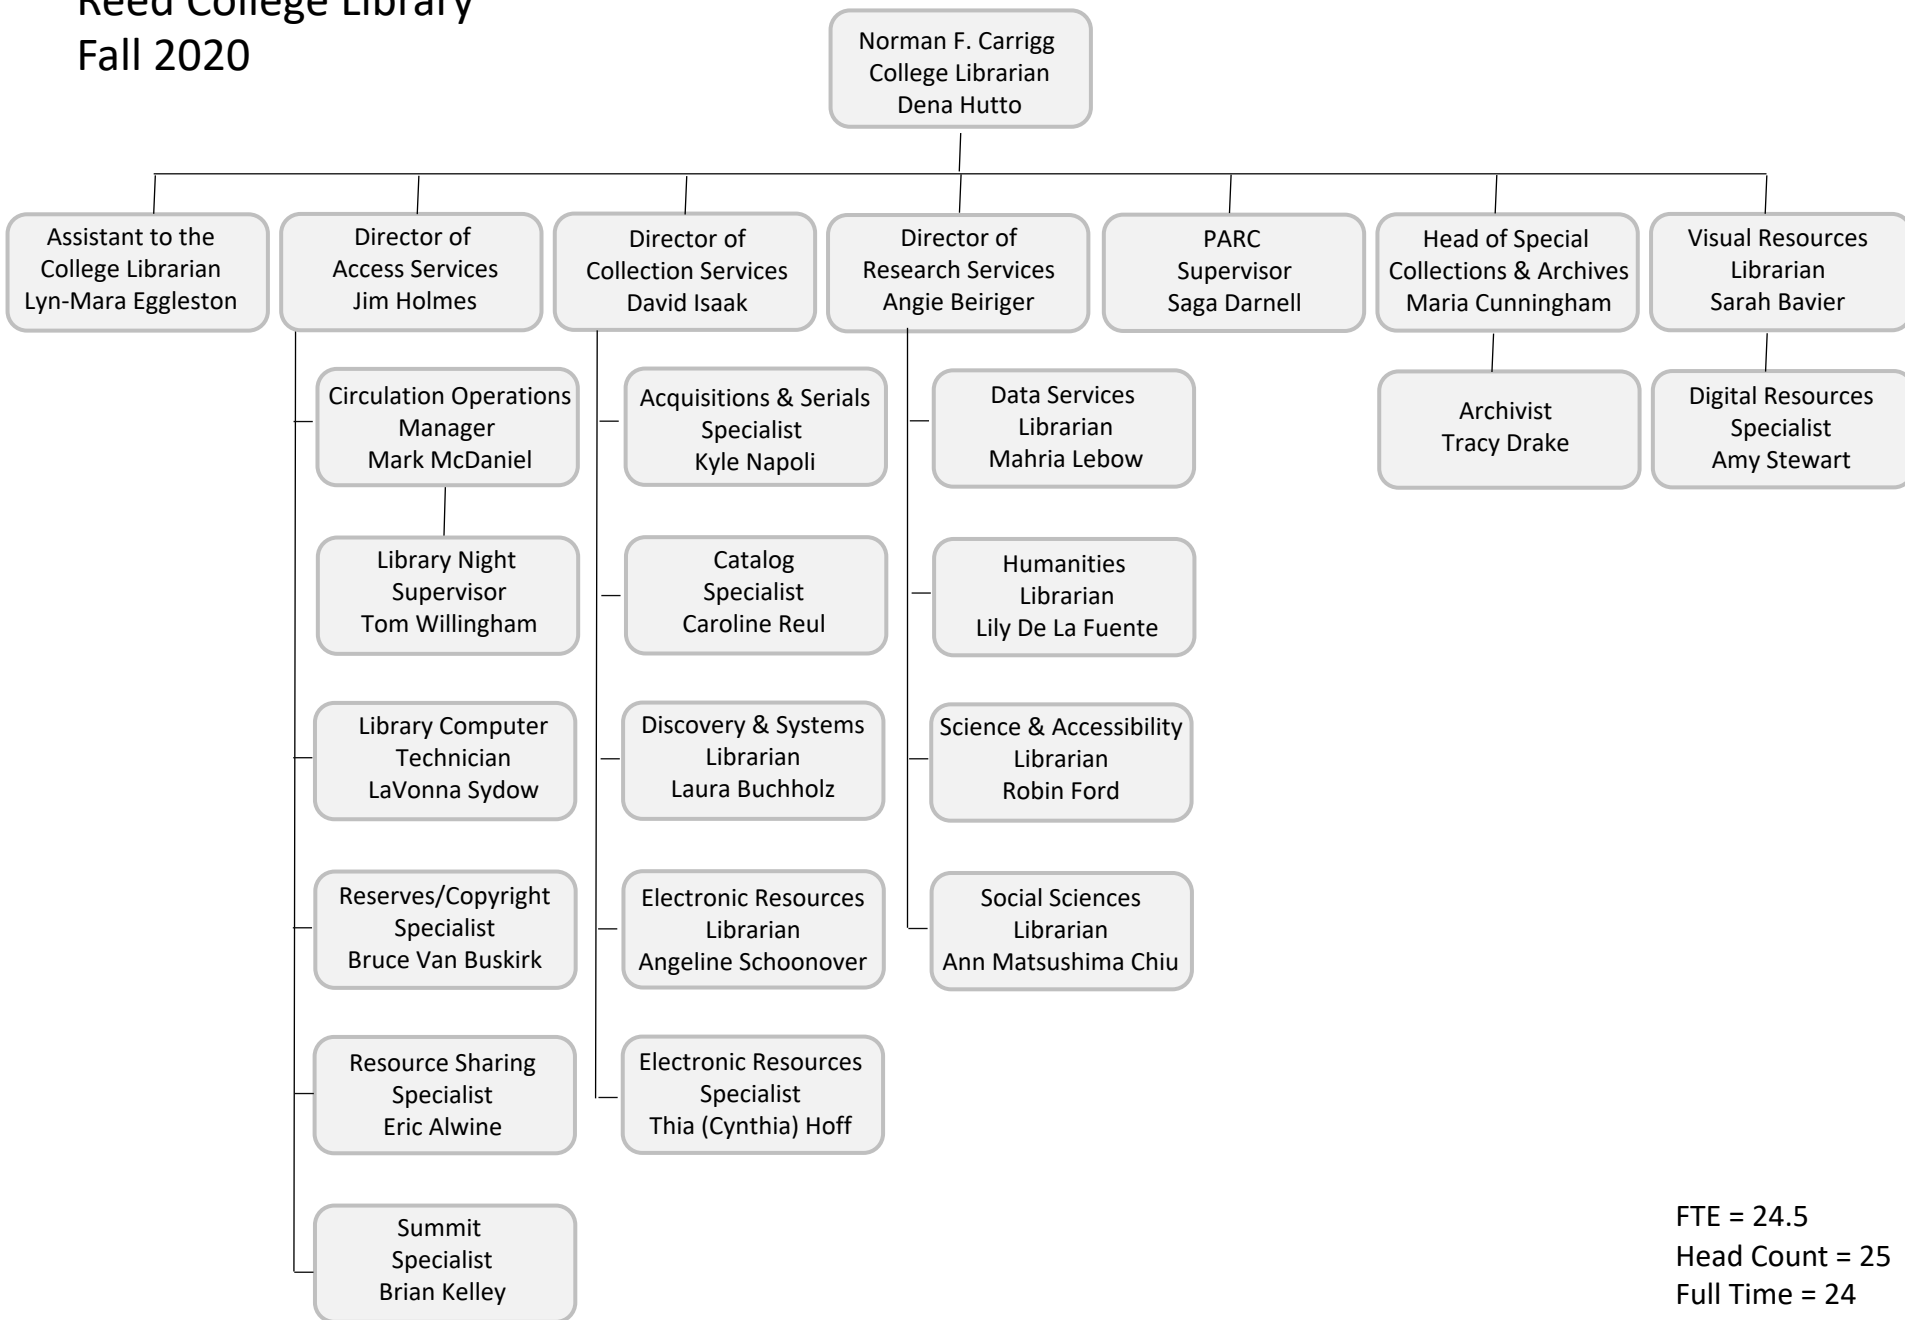 Reed College Library
Fall 2020
Norman F. Carrigg
College Librarian
Dena Hutto
Assistant to the
College Librarian
Lyn-Mara Eggleston
Director of
Access Services
Jim Holmes
Director of
Collection Services
David Isaak
Director of
Research Services
Angie Beiriger
PARC
Supervisor
Saga Darnell
Head of Special
Collections & Archives
Maria Cunningham
Visual Resources
Librarian
Sarah Bavier
Circulation Operations
Manager
Mark McDaniel
Library Night
Supervisor
Tom Willingham
Library Computer
Technician
LaVonna Sydow
Reserves/Copyright
Specialist
Bruce Van Buskirk
Resource Sharing
Specialist
Eric Alwine
Summit
Specialist
Brian Kelley
Acquisitions & Serials
Specialist
Kyle Napoli
Catalog
Specialist
Caroline Reul
Discovery & Systems
Librarian
Laura Buchholz
Electronic Resources
Librarian
Angeline Schoonover
Electronic Resources
Specialist
Thia (Cynthia) Hoff
Data Services
Librarian
Mahria Lebow
Humanities
Librarian
Lily De La Fuente
Science & Accessibility
Librarian
Robin Ford
Social Sciences
Librarian
Ann Matsushima Chiu
Archivist
Tracy Drake
Digital Resources
Specialist
Amy Stewart
FTE = 24.5
Head Count = 25
Full Time = 24